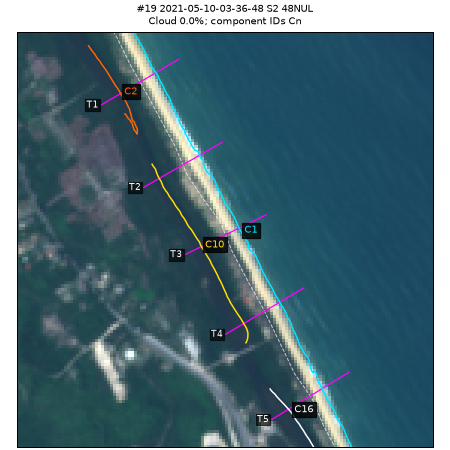 #19 2021-05-10-03-36-48 S2 48NUL
Cloud 0.0%; component IDs Cn
C2
T1
T2
C1
C10
T3
T4
C16
T5